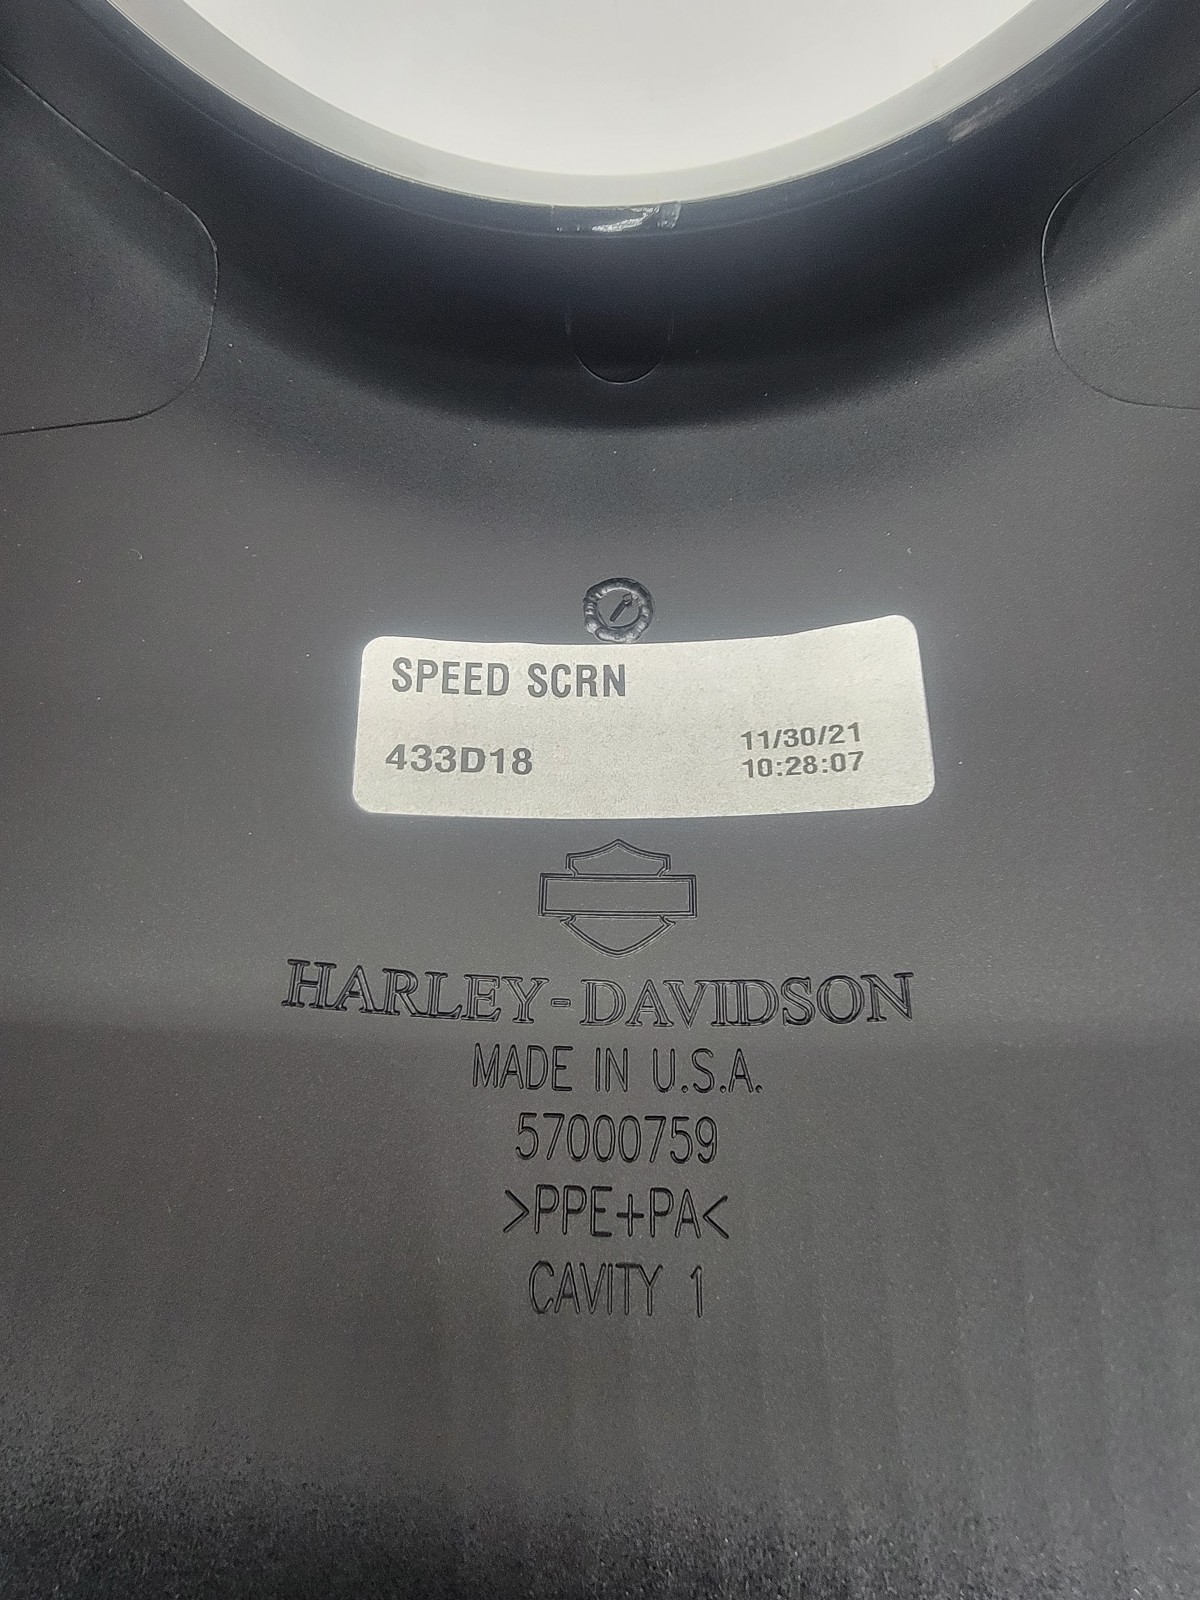 SPEED SCRN
433D18
11/30/21
10:28:07
HARLEY-DAVIDSON
MADE IN U.S.A.
57000759
>PPE+PA<
CAVITY 1